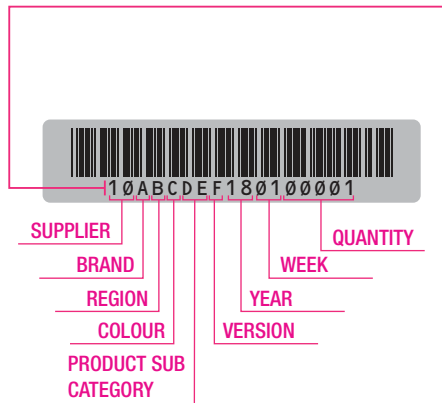 10ABCDEF180100001
SUPPLIER
QUANTITY
BRAND
WEEK
REGION
YEAR
COLOUR
VERSION
PRODUCT SUB
CATEGORY